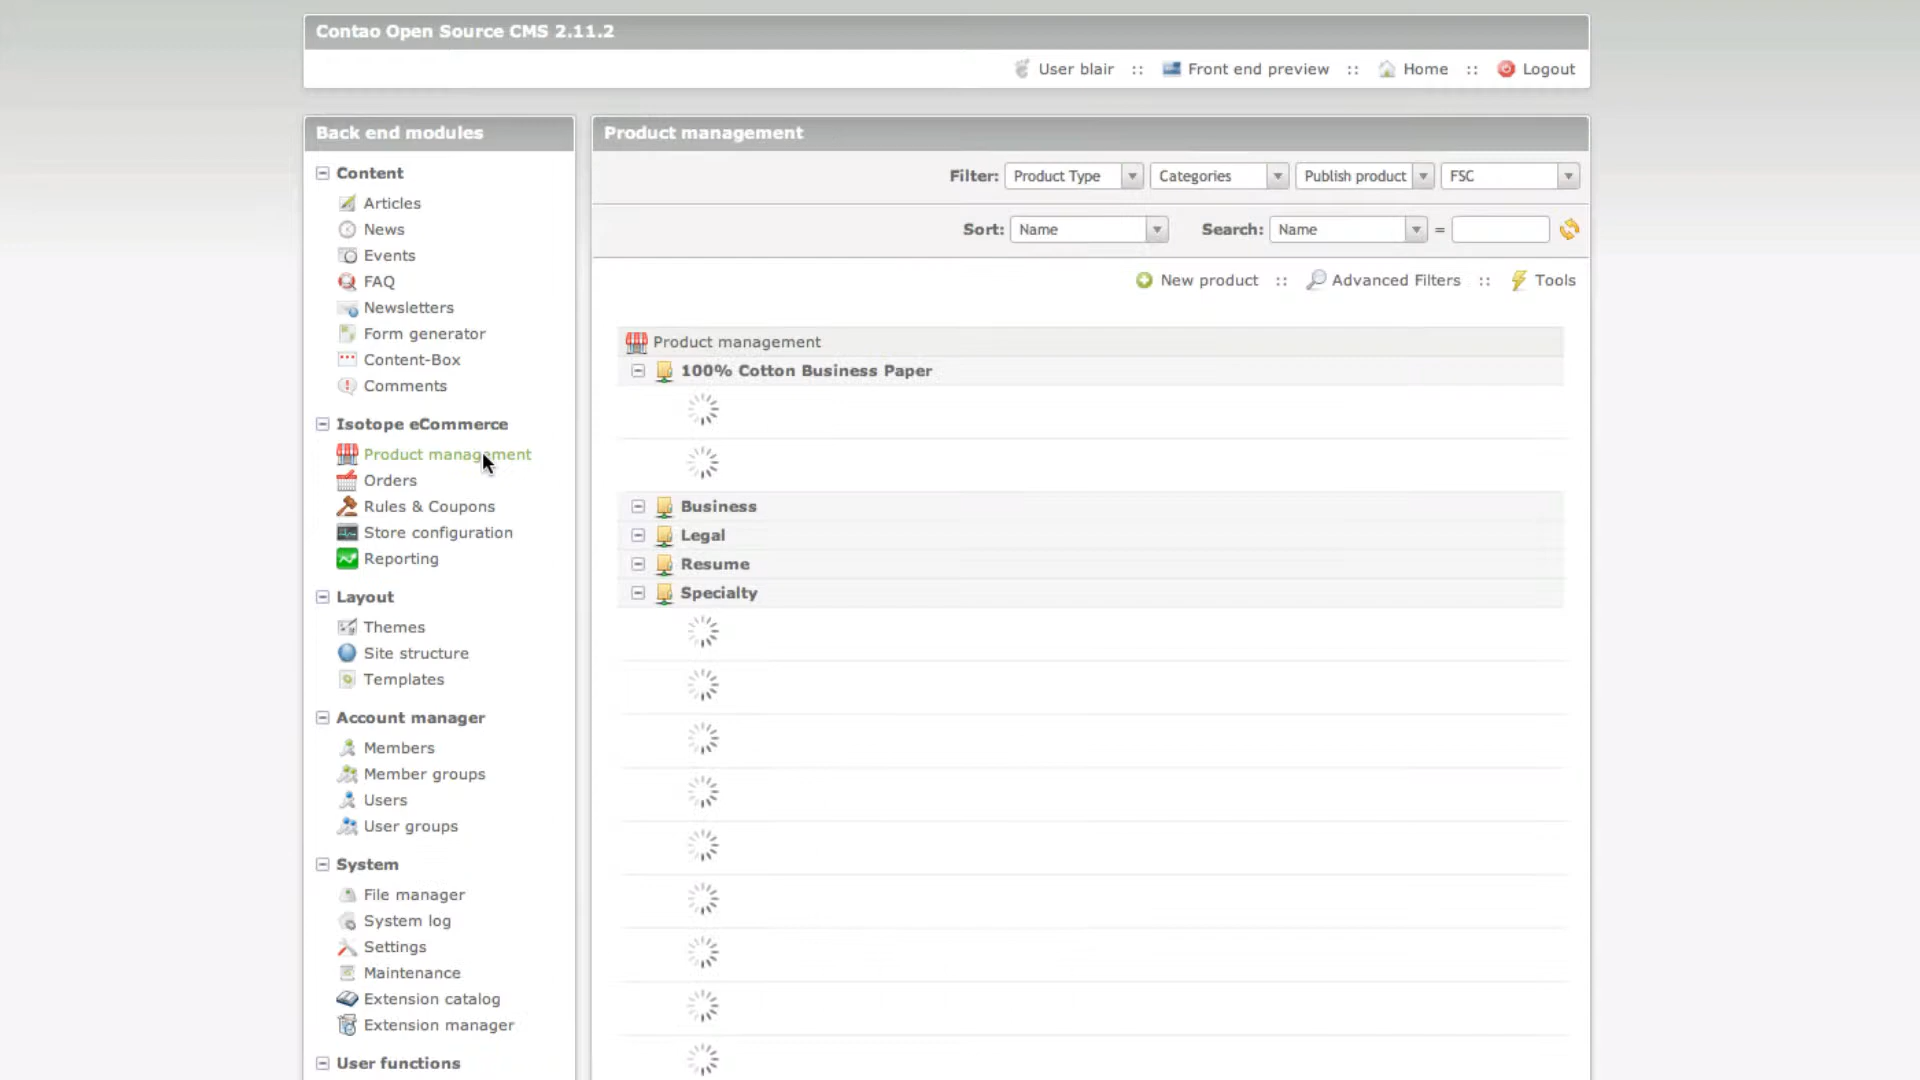 Contao Open Source CMS 2.11.2
User blair :: Front end preview :: Home :: Logout
Back end modules
Content
Articles
News
Events
FAQ
Newsletters
Form generator
Content-Box
Comments
Isotope eCommerce
Product management
Orders
Rules & Coupons
Store configuration
Reporting
Layout
Themes
Site structure
Templates
Account manager
Members
Member groups
Users
User groups
System
File manager
System log
Settings
Maintenance
Extension catalog
Extension manager
User functions
Product management
Filter: Product Type Categories Publish product FSC
Sort: Name Search: Name =
New product :: Advanced Filters :: Tools
Product management
100% Cotton Business Paper
Business
Legal
Resume
Specialty